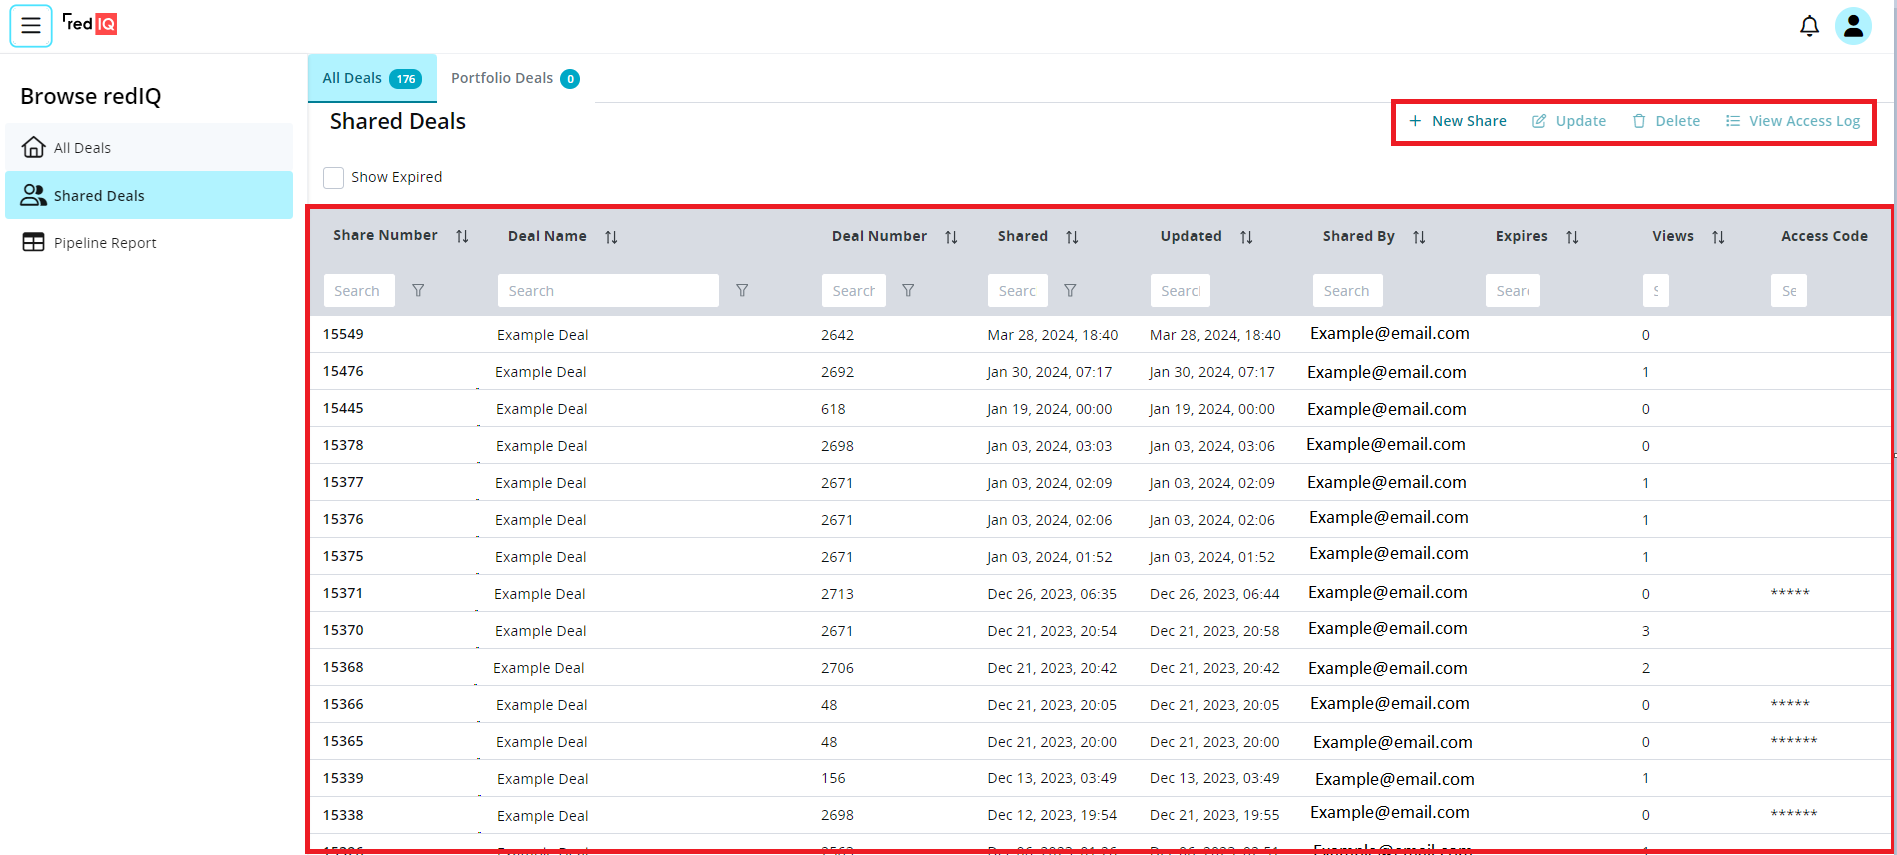 red IQ
Browse redIQ
All Deals
Shared Deals
Pipeline Report
All Deals 176 Portfolio Deals 0
Shared Deals
New Share Update Delete View Access Log
Show Expired
Share Number Deal Name Deal Number Shared Updated Shared By Expires Views Access Code
Search Search Search Searc Search Search Sear S Se
15549 Example Deal 2642 Mar 28, 2024, 18:40 Mar 28, 2024, 18:40 Example@email.com 0
15476 Example Deal 2692 Jan 30, 2024, 07:17 Jan 30, 2024, 07:17 Example@email.com 1
15445 Example Deal 618 Jan 19, 2024, 00:00 Jan 19, 2024, 00:00 Example@email.com 0
15378 Example Deal 2698 Jan 03, 2024, 03:03 Jan 03, 2024, 03:06 Example@email.com 0
15377 Example Deal 2671 Jan 03, 2024, 02:09 Jan 03, 2024, 02:09 Example@email.com 1
15376 Example Deal 2671 Jan 03, 2024, 02:06 Jan 03, 2024, 02:06 Example@email.com 1
15375 Example Deal 2671 Jan 03, 2024, 01:52 Jan 03, 2024, 01:52 Example@email.com 1
15371 Example Deal 2713 Dec 26, 2023, 06:35 Dec 26, 2023, 06:44 Example@email.com 0 *****
15370 Example Deal 2671 Dec 21, 2023, 20:54 Dec 21, 2023, 20:58 Example@email.com 3
15368 Example Deal 2706 Dec 21, 2023, 20:42 Dec 21, 2023, 20:42 Example@email.com 2
15366 Example Deal 48 Dec 21, 2023, 20:05 Dec 21, 2023, 20:05 Example@email.com 0 *****
15365 Example Deal 48 Dec 21, 2023, 20:00 Dec 21, 2023, 20:00 Example@email.com 0 ******
15339 Example Deal 156 Dec 13, 2023, 03:49 Dec 13, 2023, 03:49 Example@email.com 1
15338 Example Deal 2698 Dec 12, 2023, 19:54 Dec 21, 2023, 19:55 Example@email.com 0 ******